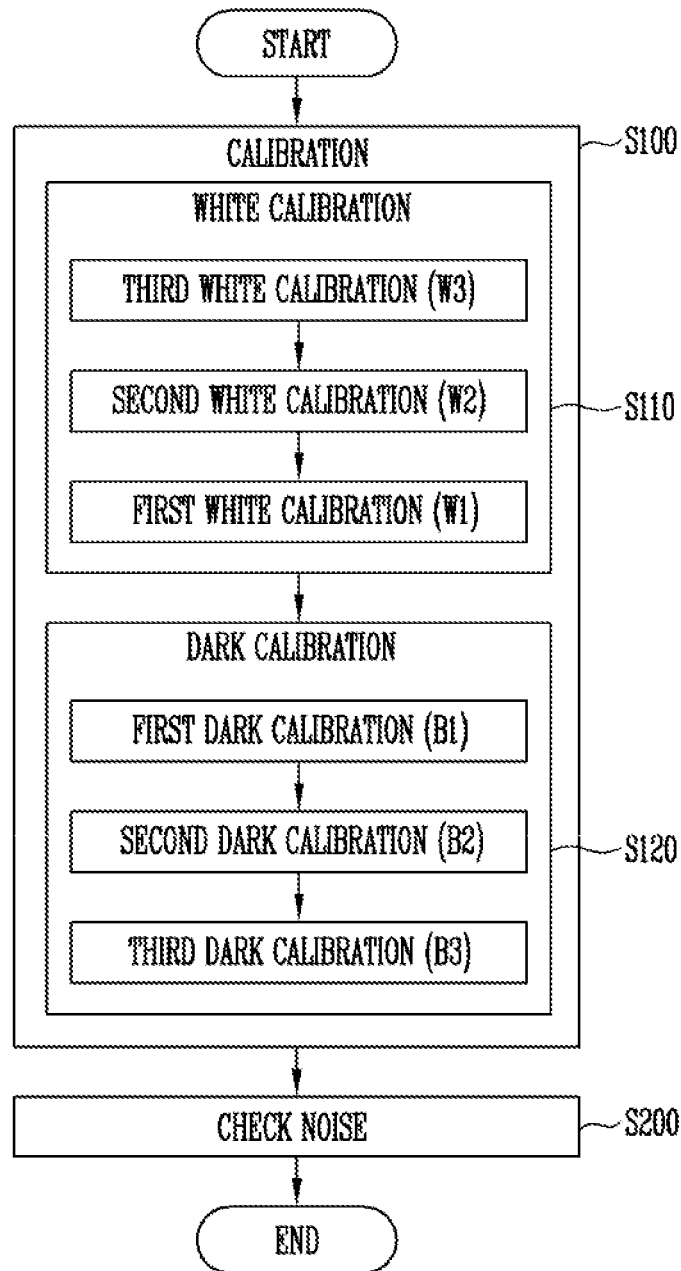 START
CALIBRATION
S100
WHITE CALIBRATION
THIRD WHITE CALIBRATION (W3)
SECOND WHITE CALIBRATION (W2)
S110
FIRST WHITE CALIBRATION (W1)
DARK CALIBRATION
FIRST DARK CALIBRATION (B1)
SECOND DARK CALIBRATION (B2)
S120
THIRD DARK CALIBRATION (B3)
CHECK NOISE
S200
END